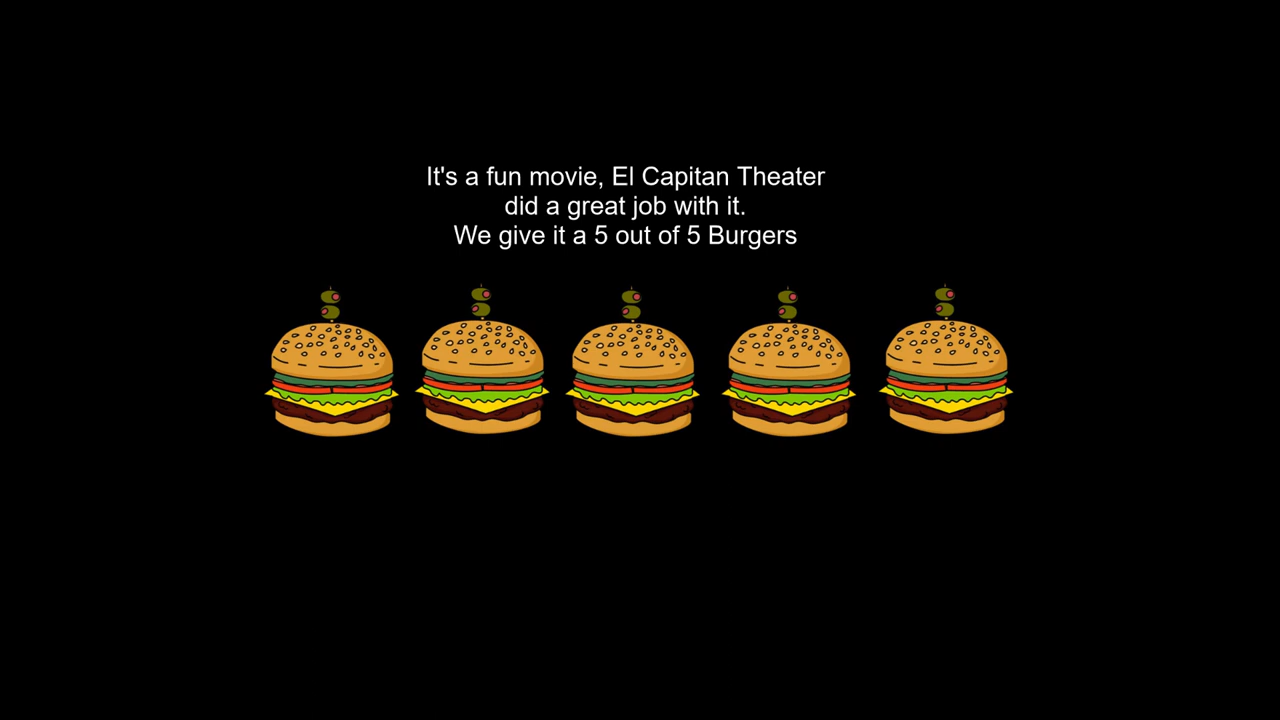 It's a fun movie, El Capitan Theater
did a great job with it.
We give it a 5 out of 5 Burgers